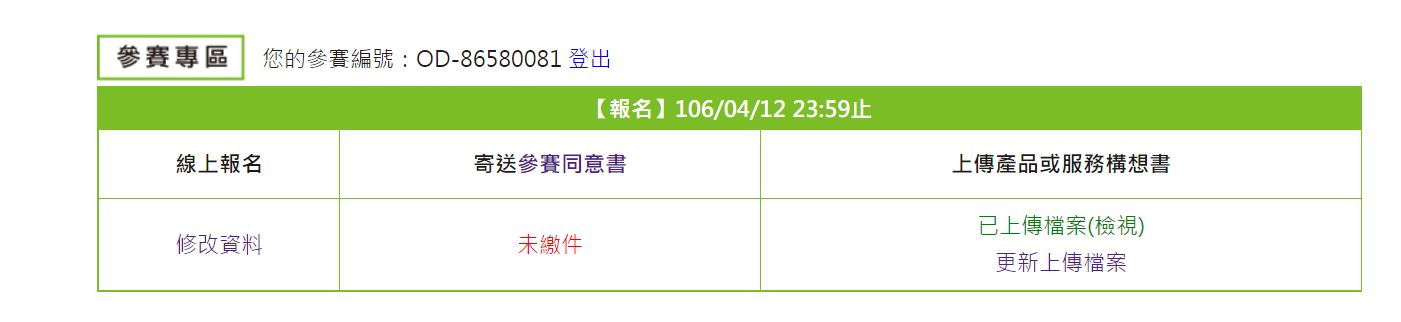 參賽專區 您的參賽編號：OD-86580081 登出
【報名】106/04/12 23:59止
線上報名 寄送參賽同意書 上傳產品或服務構想書
修改資料 未繳件 已上傳檔案(檢視)
更新上傳檔案